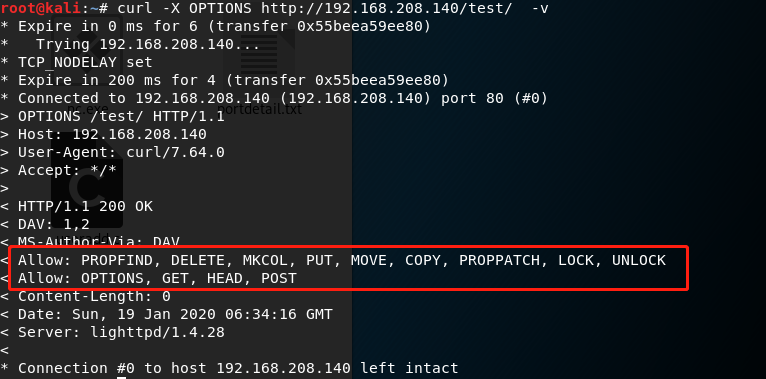 root@kali:~# curl -X OPTIONS http://192.168.208.140/test/  -v
* Expire in 0 ms for 6 (transfer 0x55beea59ee80)
*   Trying 192.168.208.140...
* TCP_NODELAY set
* Expire in 200 ms for 4 (transfer 0x55beea59ee80)
* Connected to 192.168.208.140 (192.168.208.140) port 80 (#0)
nc.exe
portdetail.txt
> OPTIONS /test/ HTTP/1.1
> Host: 192.168.208.140
> User-Agent: curl/7.64.0
> Accept: */*
>
< HTTP/1.1 200 OK
< DAV: 1,2
< MS-Author-Via: DAV
< Allow: PROPFIND, DELETE, MKCOL, PUT, MOVE, COPY, PROPPATCH, LOCK, UNLOCK
< Allow: OPTIONS, GET, HEAD, POST
< Content-Length: 0
< Date: Sun, 19 Jan 2020 06:34:16 GMT
< Server: lighttpd/1.4.28
<
* Connection #0 to host 192.168.208.140 left intact